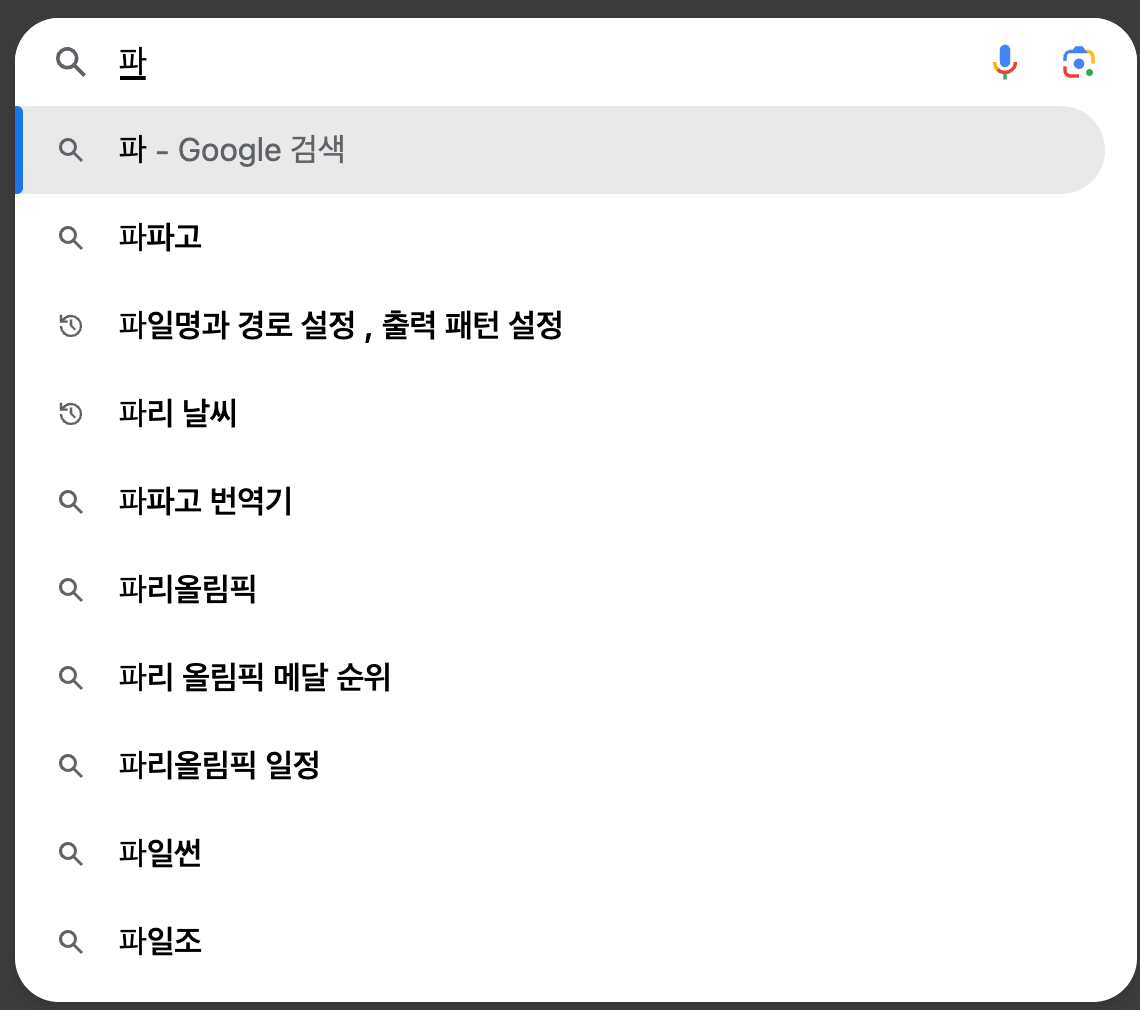 파
파 - Google 검색
파파고
파일명과 경로 설정 , 출력 패턴 설정
파리 날씨
파파고 번역기
파리올림픽
파리 올림픽 메달 순위
파리올림픽 일정
파일썬
파일조